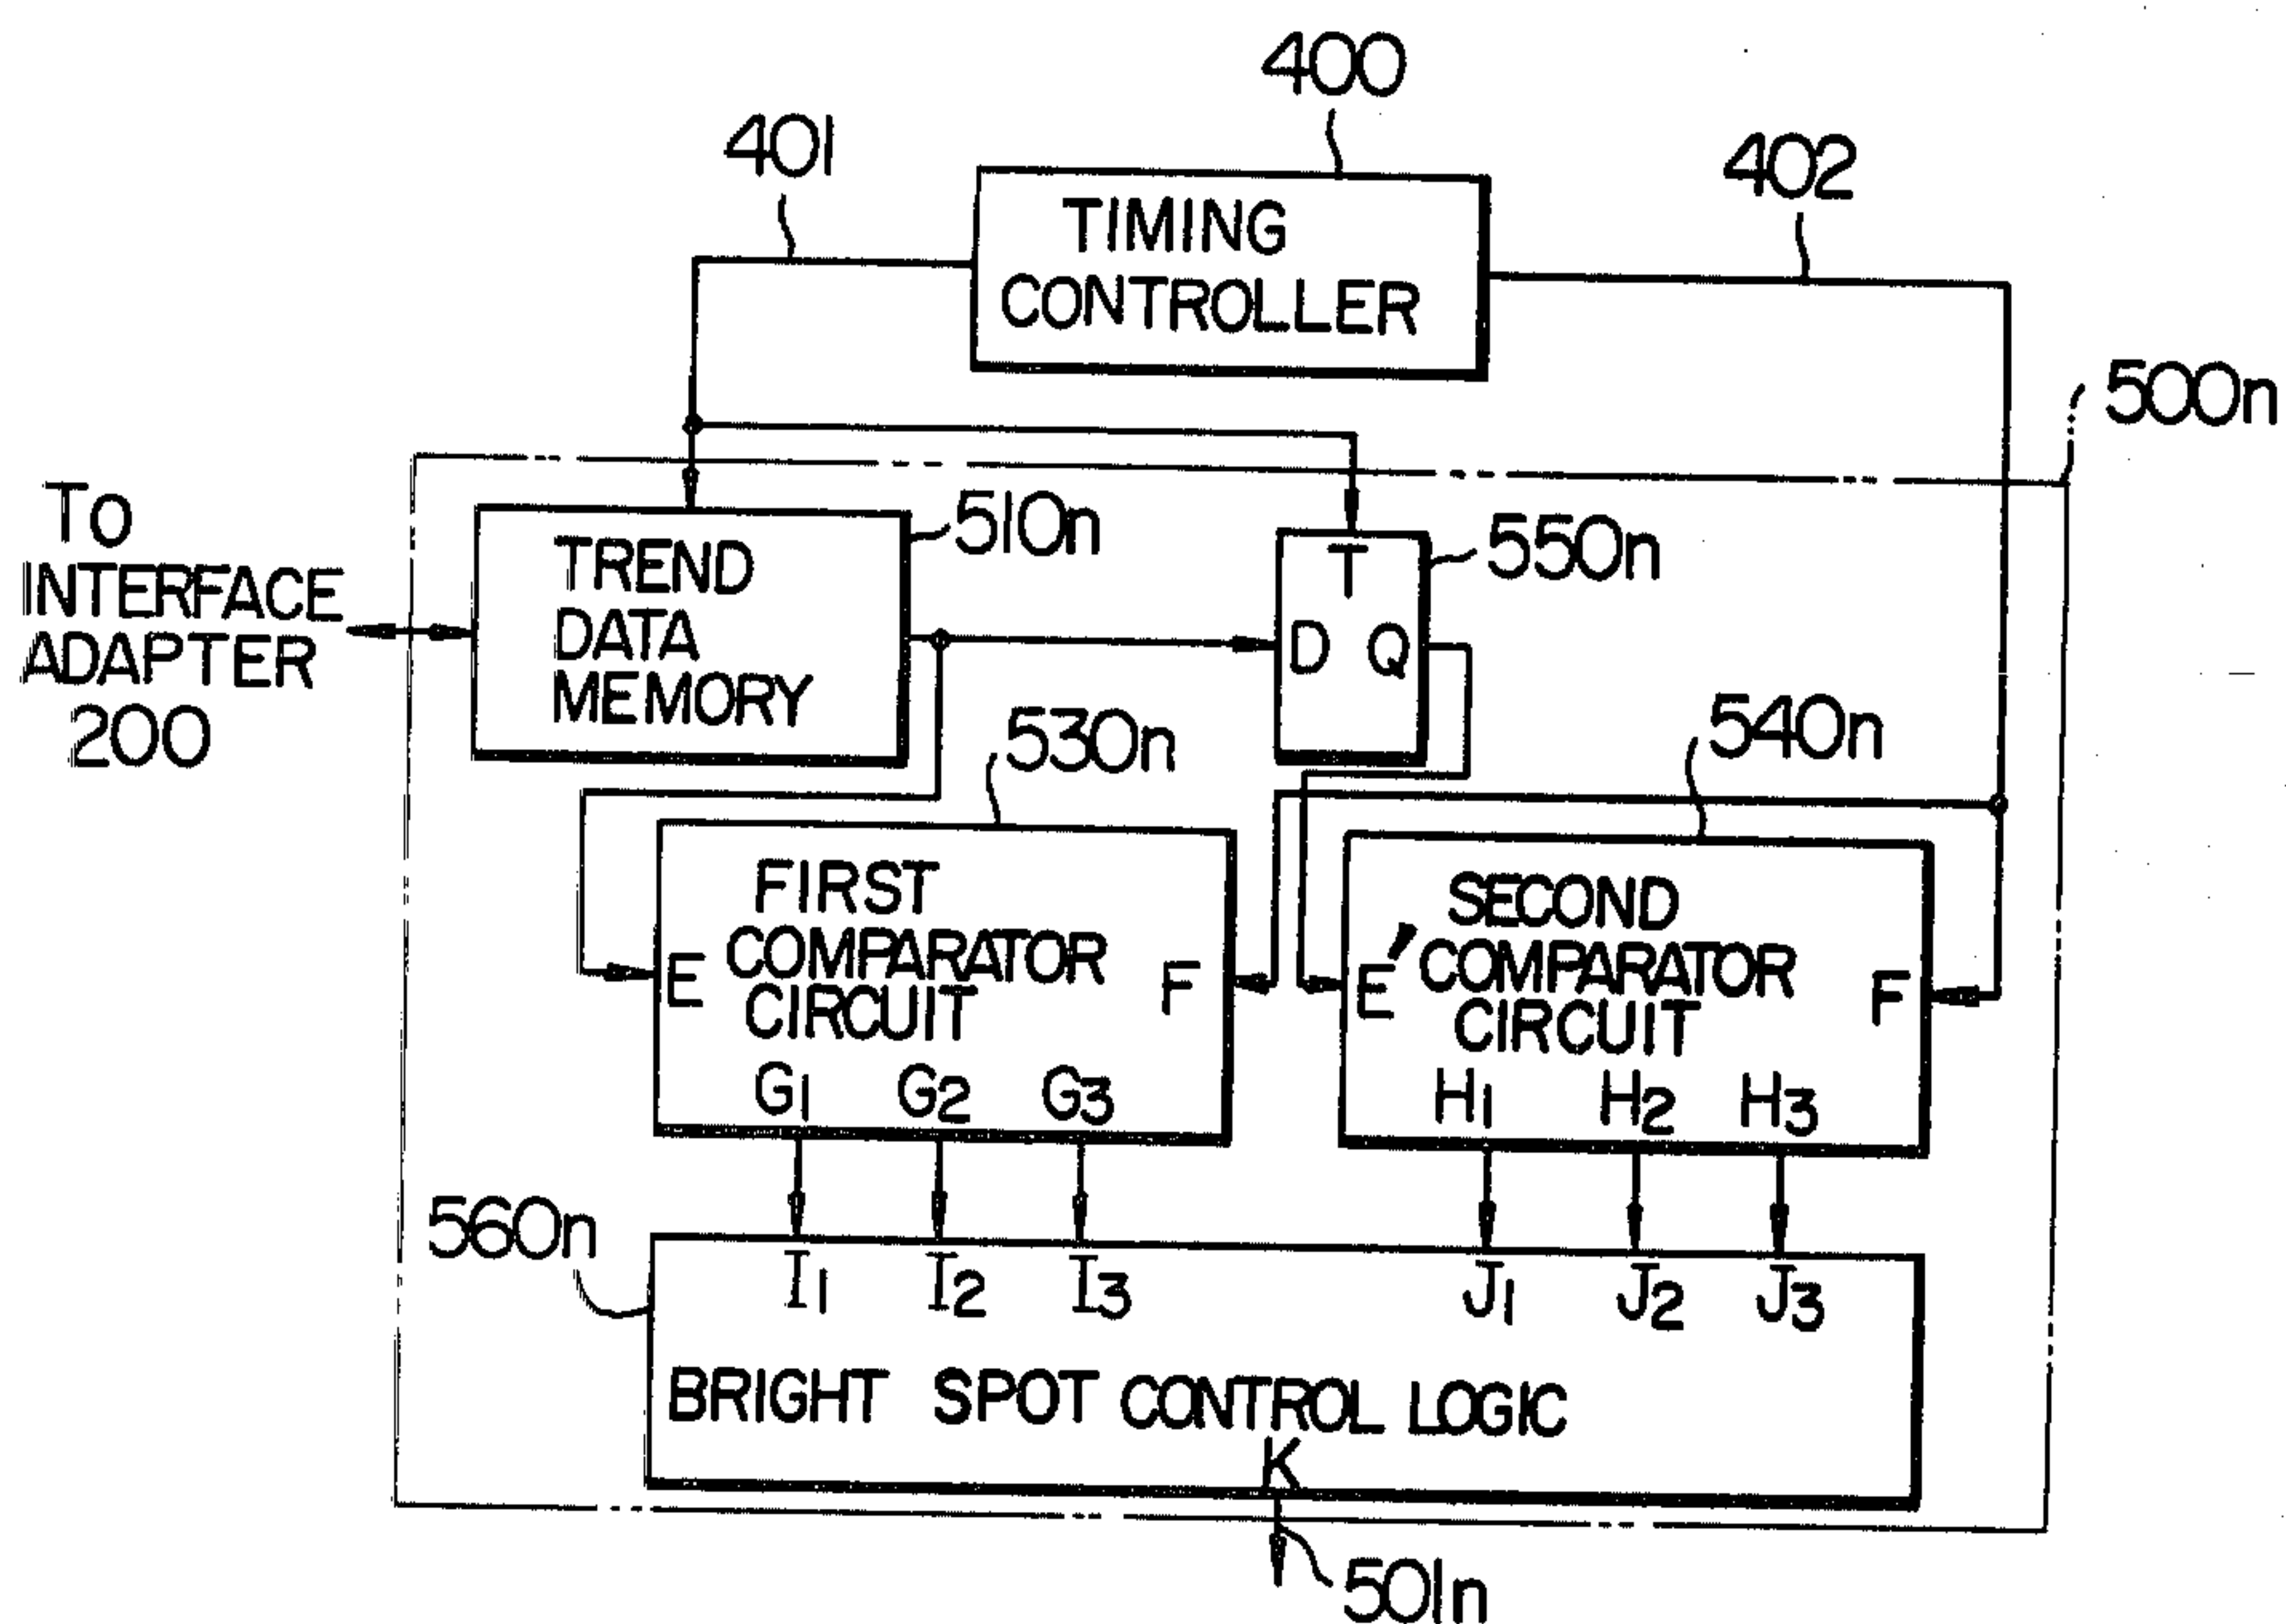 400
401
402
TIMING
CONTROLLER
500n
TO
INTERFACE
ADAPTER
200
510n
TREND
DATA
MEMORY
550n
T
D Q
530n
540n
FIRST
COMPARATOR
CIRCUIT
E F
G1 G2 G3
SECOND
COMPARATOR
CIRCUIT
E' F
H1 H2 H3
560n
I1 I2 I3 J1 J2 J3
BRIGHT SPOT CONTROL LOGIC
K
501n